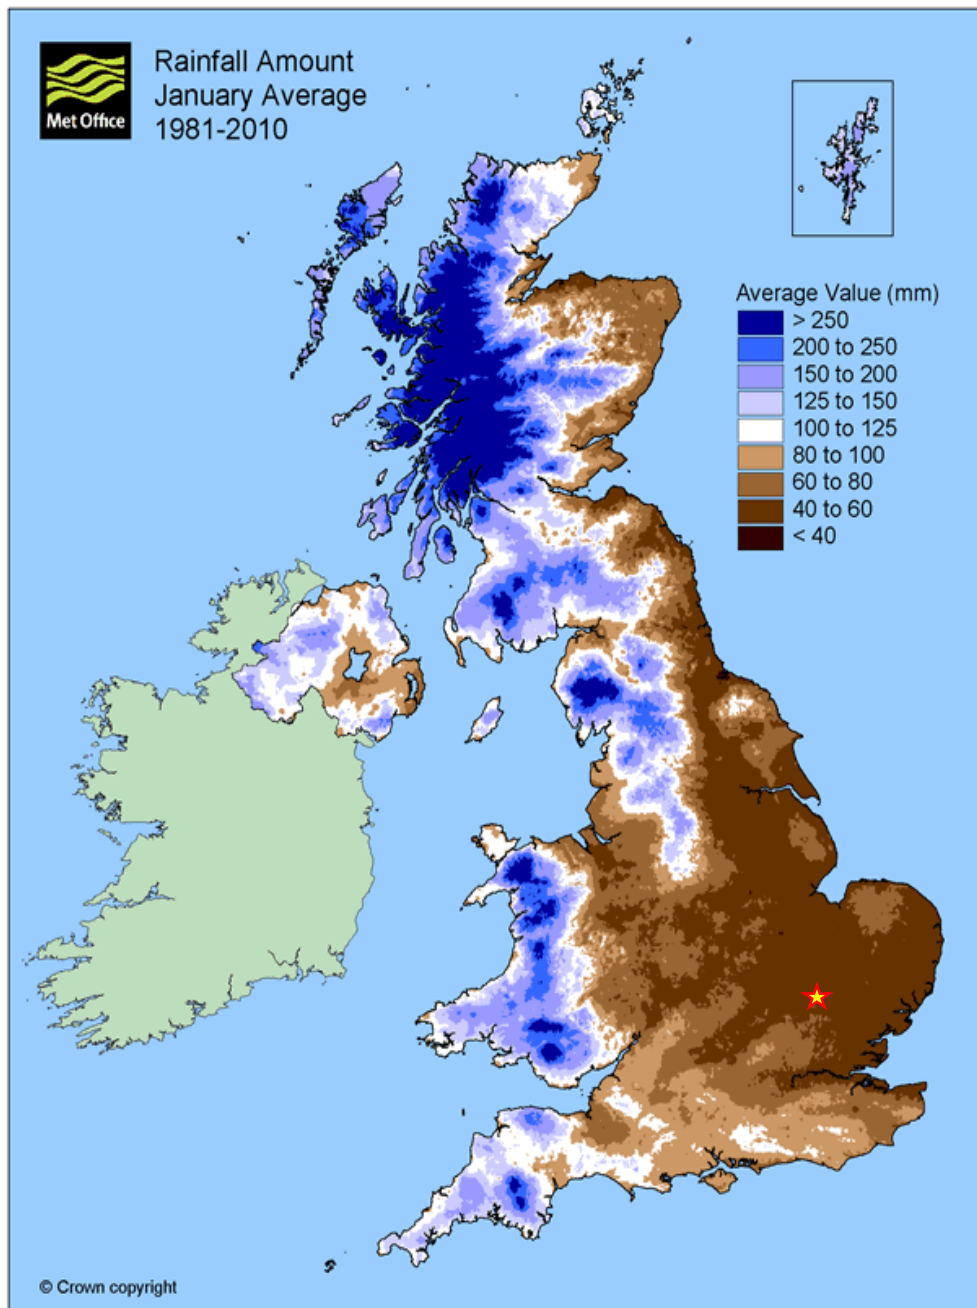 Met Office
Rainfall Amount
January Average
1981-2010
Average Value (mm)
> 250
200 to 250
150 to 200
125 to 150
100 to 125
80 to 100
60 to 80
40 to 60
< 40
© Crown copyright